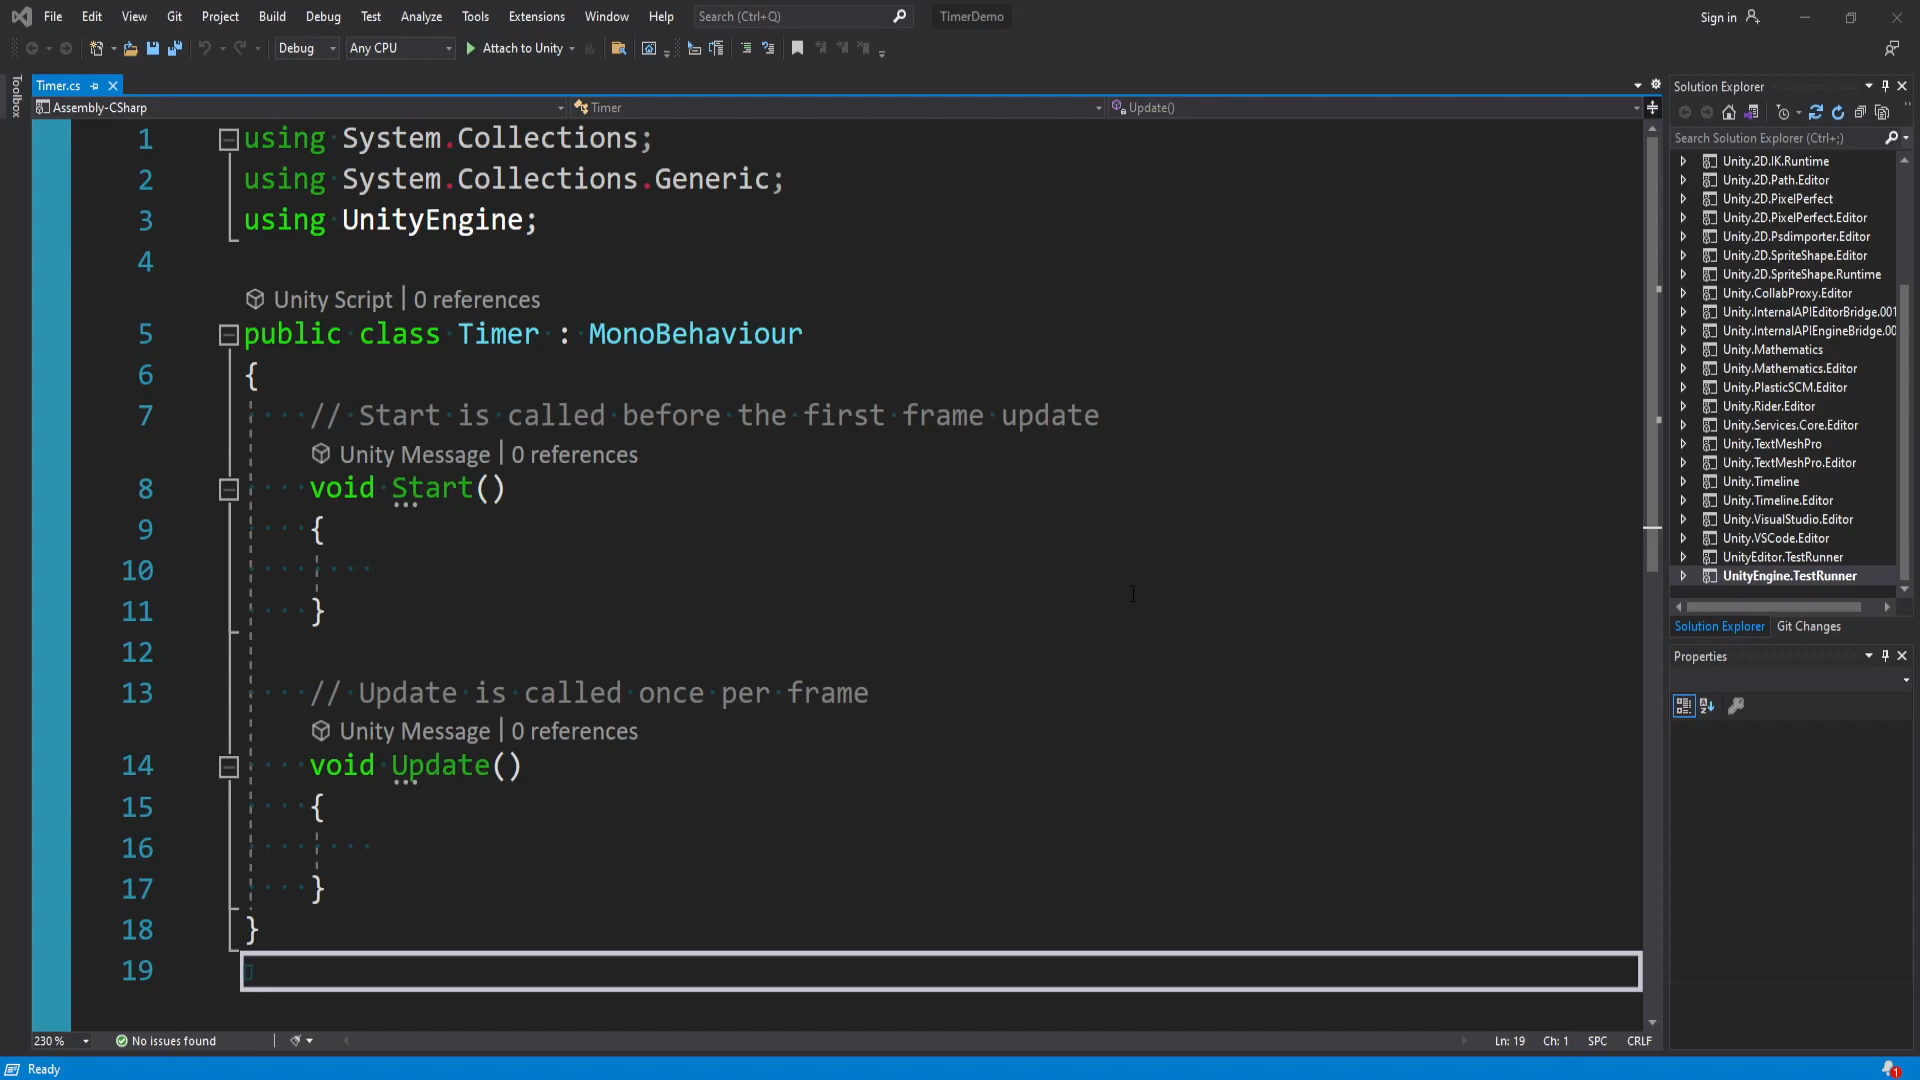 File Edit View Git Project Build Debug Test Analyze Tools Extensions Window Help Search (Ctrl+Q) TimerDemo Sign in
Debug Any CPU Attach to Unity
Toolbox
Timer.cs
Assembly-CSharp Timer Update()
1 using System.Collections;
2 using System.Collections.Generic;
3 using UnityEngine;
4
Unity Script | 0 references
5 public class Timer : MonoBehaviour
6 {
7 // Start is called before the first frame update
Unity Message | 0 references
8 void Start()
9 {
10
11 }
12
13 // Update is called once per frame
Unity Message | 0 references
14 void Update()
15 {
16
17 }
18 }
19
230 % No issues found Ln: 19 Ch: 1 SPC CRLF
Ready
1
Solution Explorer
Search Solution Explorer (Ctrl+;)
Unity.2D.IK.Runtime
Unity.2D.Path.Editor
Unity.2D.PixelPerfect
Unity.2D.PixelPerfect.Editor
Unity.2D.Psdimporter.Editor
Unity.2D.SpriteShape.Editor
Unity.2D.SpriteShape.Runtime
Unity.CollabProxy.Editor
Unity.InternalAPIEditorBridge.001
Unity.InternalAPIEngineBridge.00
Unity.Mathematics
Unity.Mathematics.Editor
Unity.PlasticSCM.Editor
Unity.Rider.Editor
Unity.Services.Core.Editor
Unity.TextMeshPro
Unity.TextMeshPro.Editor
Unity.Timeline
Unity.Timeline.Editor
Unity.VisualStudio.Editor
Unity.VSCode.Editor
UnityEditor.TestRunner
UnityEngine.TestRunner
Solution Explorer Git Changes
Properties